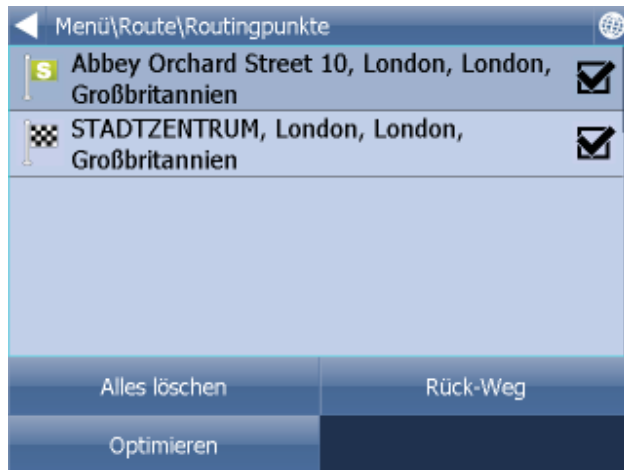 Menü\Route\Routingpunkte
S
Abbey Orchard Street 10, London, London,
Großbritannien
STADTZENTRUM, London, London,
Großbritannien
Alles löschen
Rück-Weg
Optimieren